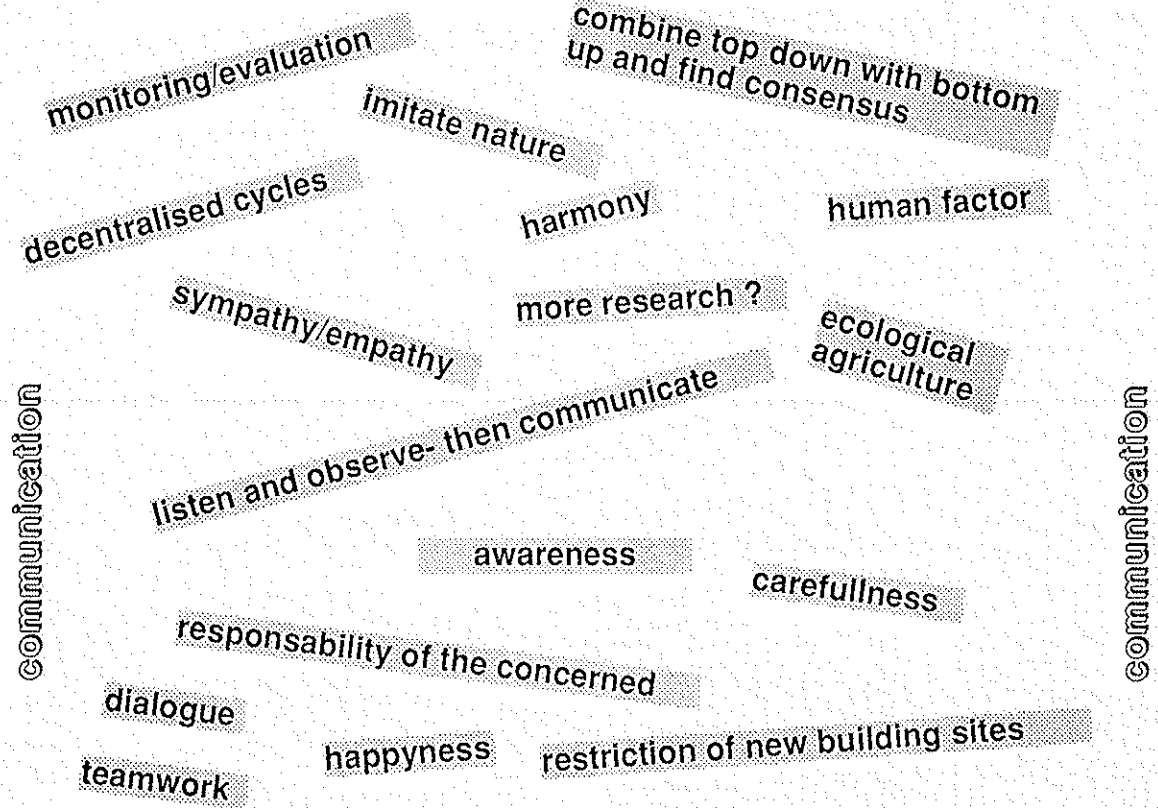 monitoring/evaluation
combine top down with bottom
up and find consensus
imitate nature
decentralised cycles
harmony
human factor
sympathy/empathy
more research ?
ecological
agriculture
listen and observe- then communicate
communication
communication
awareness
carefullness
responsability of the concerned
dialogue
happyness
restriction of new building sites
teamwork